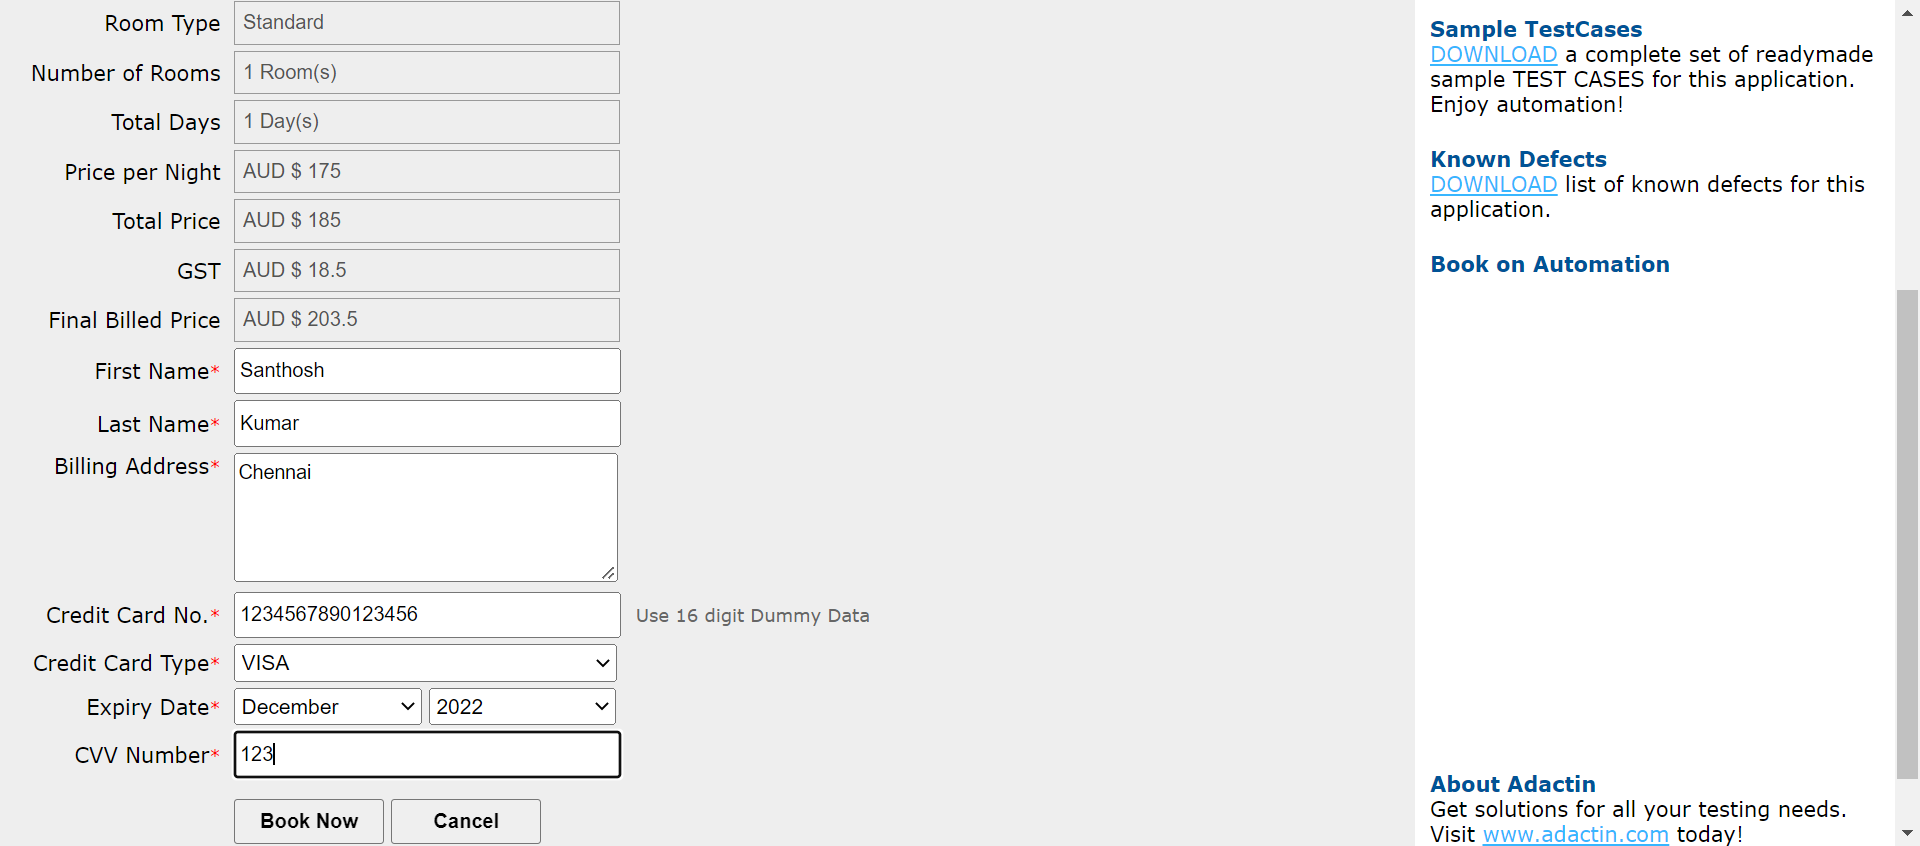 Room Type Standard
Number of Rooms 1 Room(s)
Total Days 1 Day(s)
Price per Night AUD $ 175
Total Price AUD $ 185
GST AUD $ 18.5
Final Billed Price AUD $ 203.5
First Name* Santhosh
Last Name* Kumar
Billing Address* Chennai
Credit Card No.* 1234567890123456 Use 16 digit Dummy Data
Credit Card Type* VISA
Expiry Date* December 2022
CVV Number* 123
Book Now Cancel
Sample TestCases
DOWNLOAD a complete set of readymade
sample TEST CASES for this application.
Enjoy automation!
Known Defects
DOWNLOAD list of known defects for this
application.
Book on Automation
About Adactin
Get solutions for all your testing needs.
Visit www.adactin.com today!